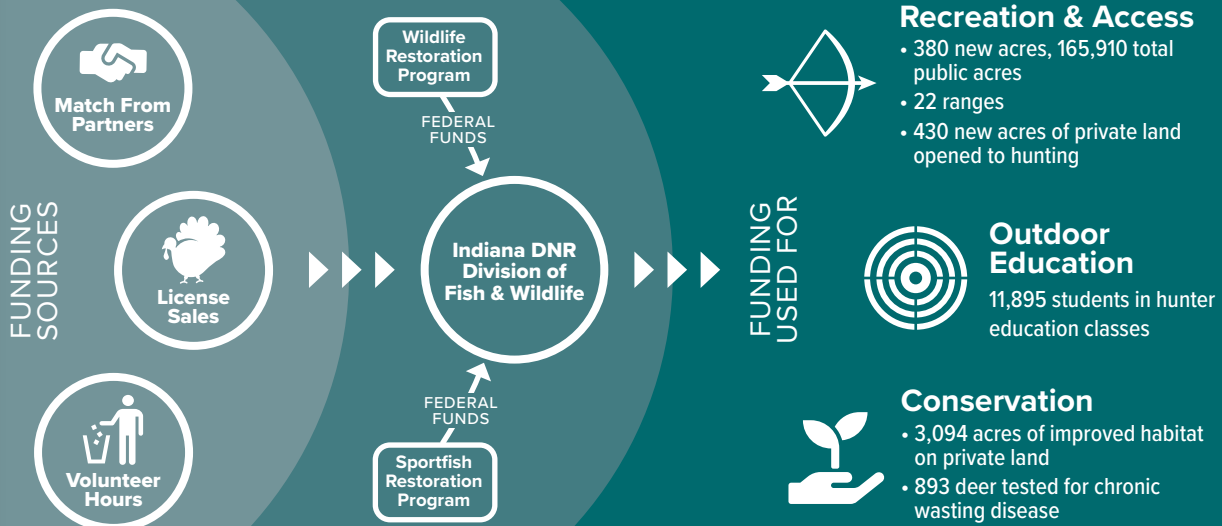 FUNDING
SOURCES
Match From
Partners
License
Sales
Volunteer
Hours
Wildlife
Restoration
Program
FEDERAL
FUNDS
Indiana DNR
Division of
Fish & Wildlife
FEDERAL
FUNDS
Sportfish
Restoration
Program
FUNDING
USED FOR
Recreation & Access
• 380 new acres, 165,910 total
public acres
• 22 ranges
• 430 new acres of private land
opened to hunting
Outdoor
Education
11,895 students in hunter
education classes
Conservation
• 3,094 acres of improved habitat
on private land
• 893 deer tested for chronic
wasting disease